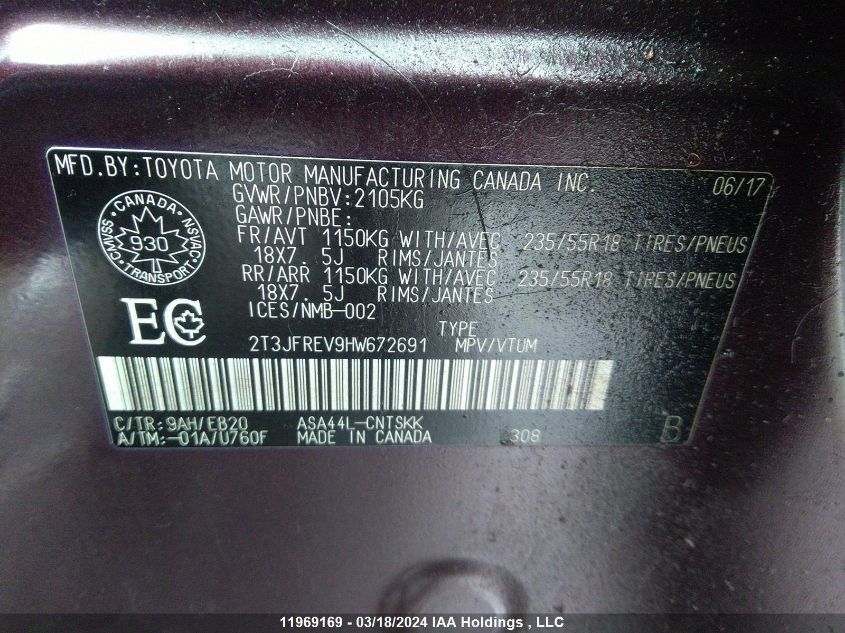 MFD.BY:TOYOTA MOTOR MANUFACTURING CANADA INC. 06/17
GVWR/PNBV:2105KG
GAWR/PNBE:
FR/AVT 1150KG WITH/AVEC 235/55R18 TIRES/PNEUS
18X7.5J RIMS/JANTES
RR/ARR 1150KG WITH/AVEC 235/55R18 TIRES/PNEUS
18X7.5J RIMS/JANTES
ICES/NMB-002
CANADA
CMVSS NSVAC
930
TRANSPORT
EC
TYPE
2T3JFREV9HW672691 MPV/VTUM
C/TR:9AH/EB20 ASA44L-CNTSKK
A/TM:-01A/U760F MADE IN CANADA 308 B
11969169 - 03/18/2024 IAA Holdings , LLC